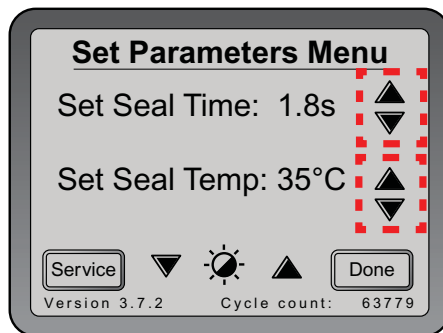 Set Parameters Menu
Set Seal Time: 1.8s
Set Seal Temp: 35°C
Service Done
Version 3.7.2 Cycle count: 63779